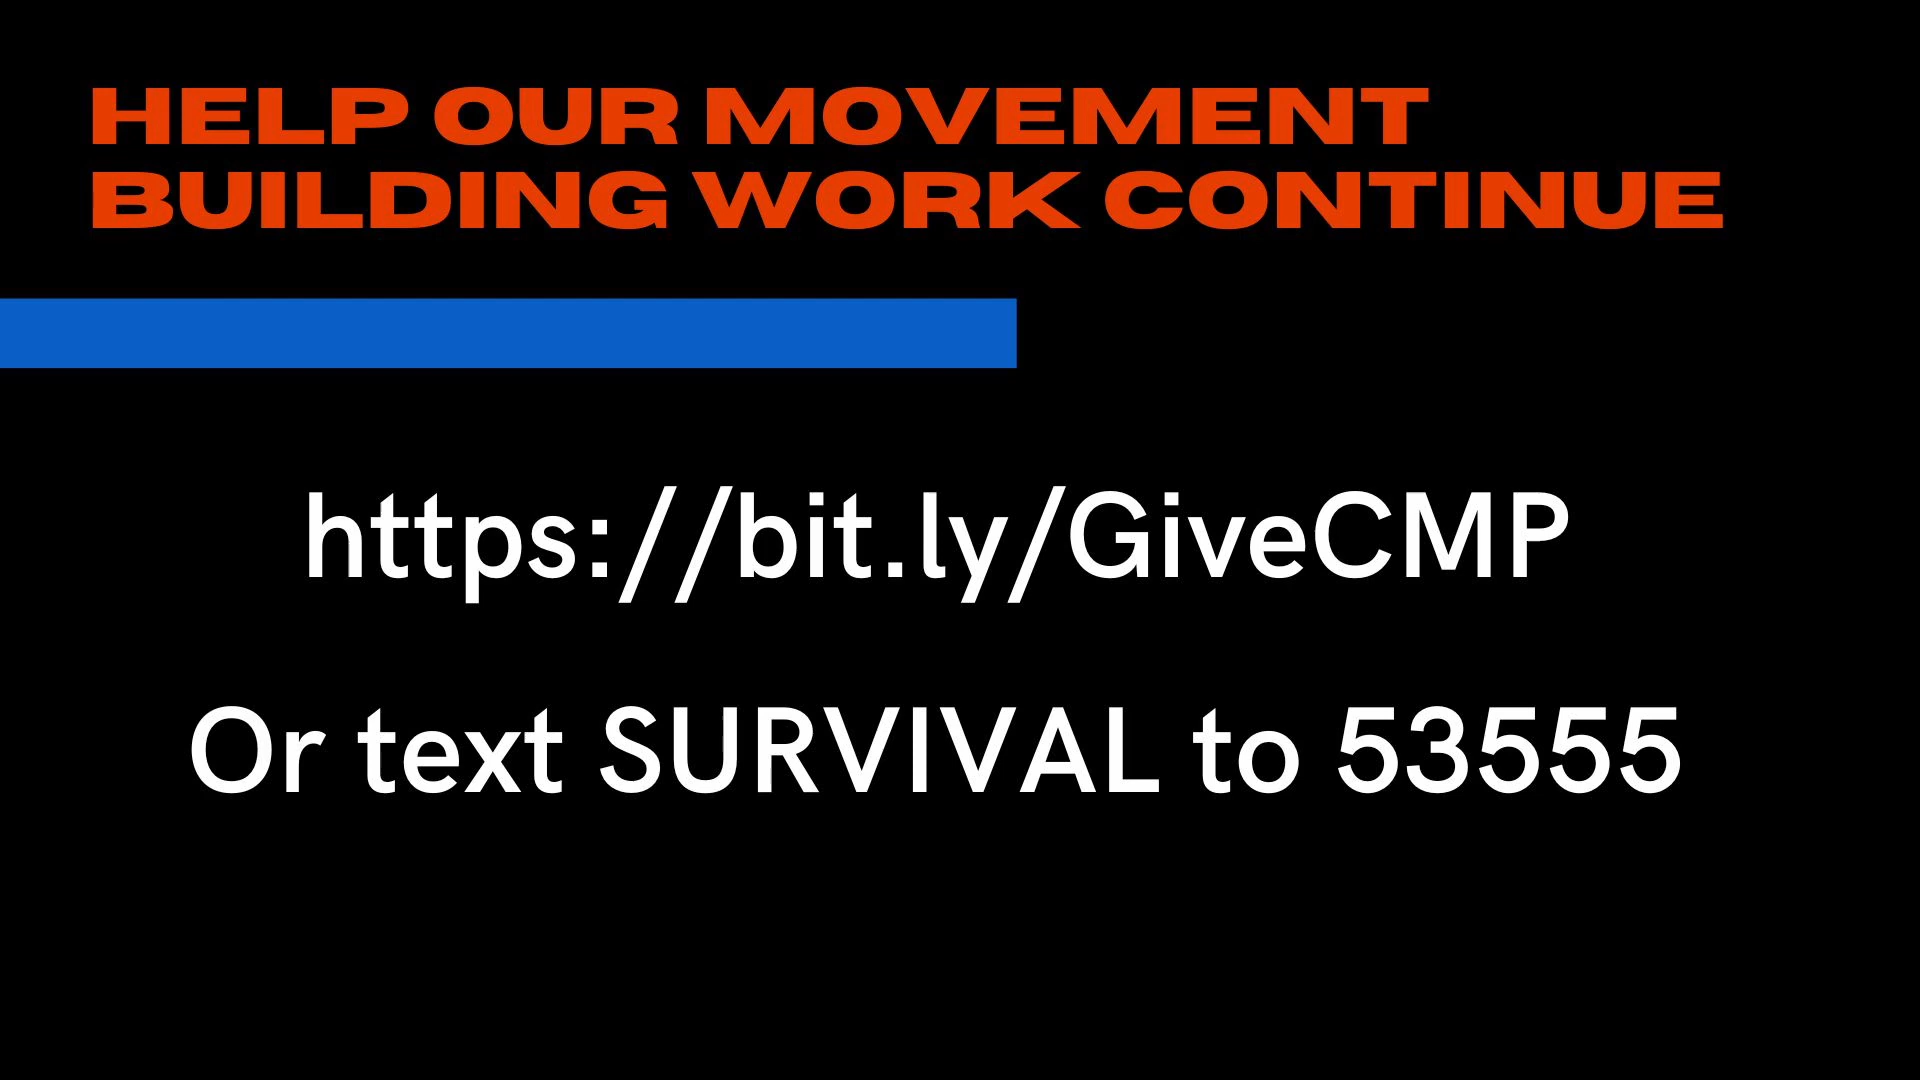 HELP OUR MOVEMENT
BUILDING WORK CONTINUE
https://bit.ly/GiveCMP
Or text SURVIVAL to 53555